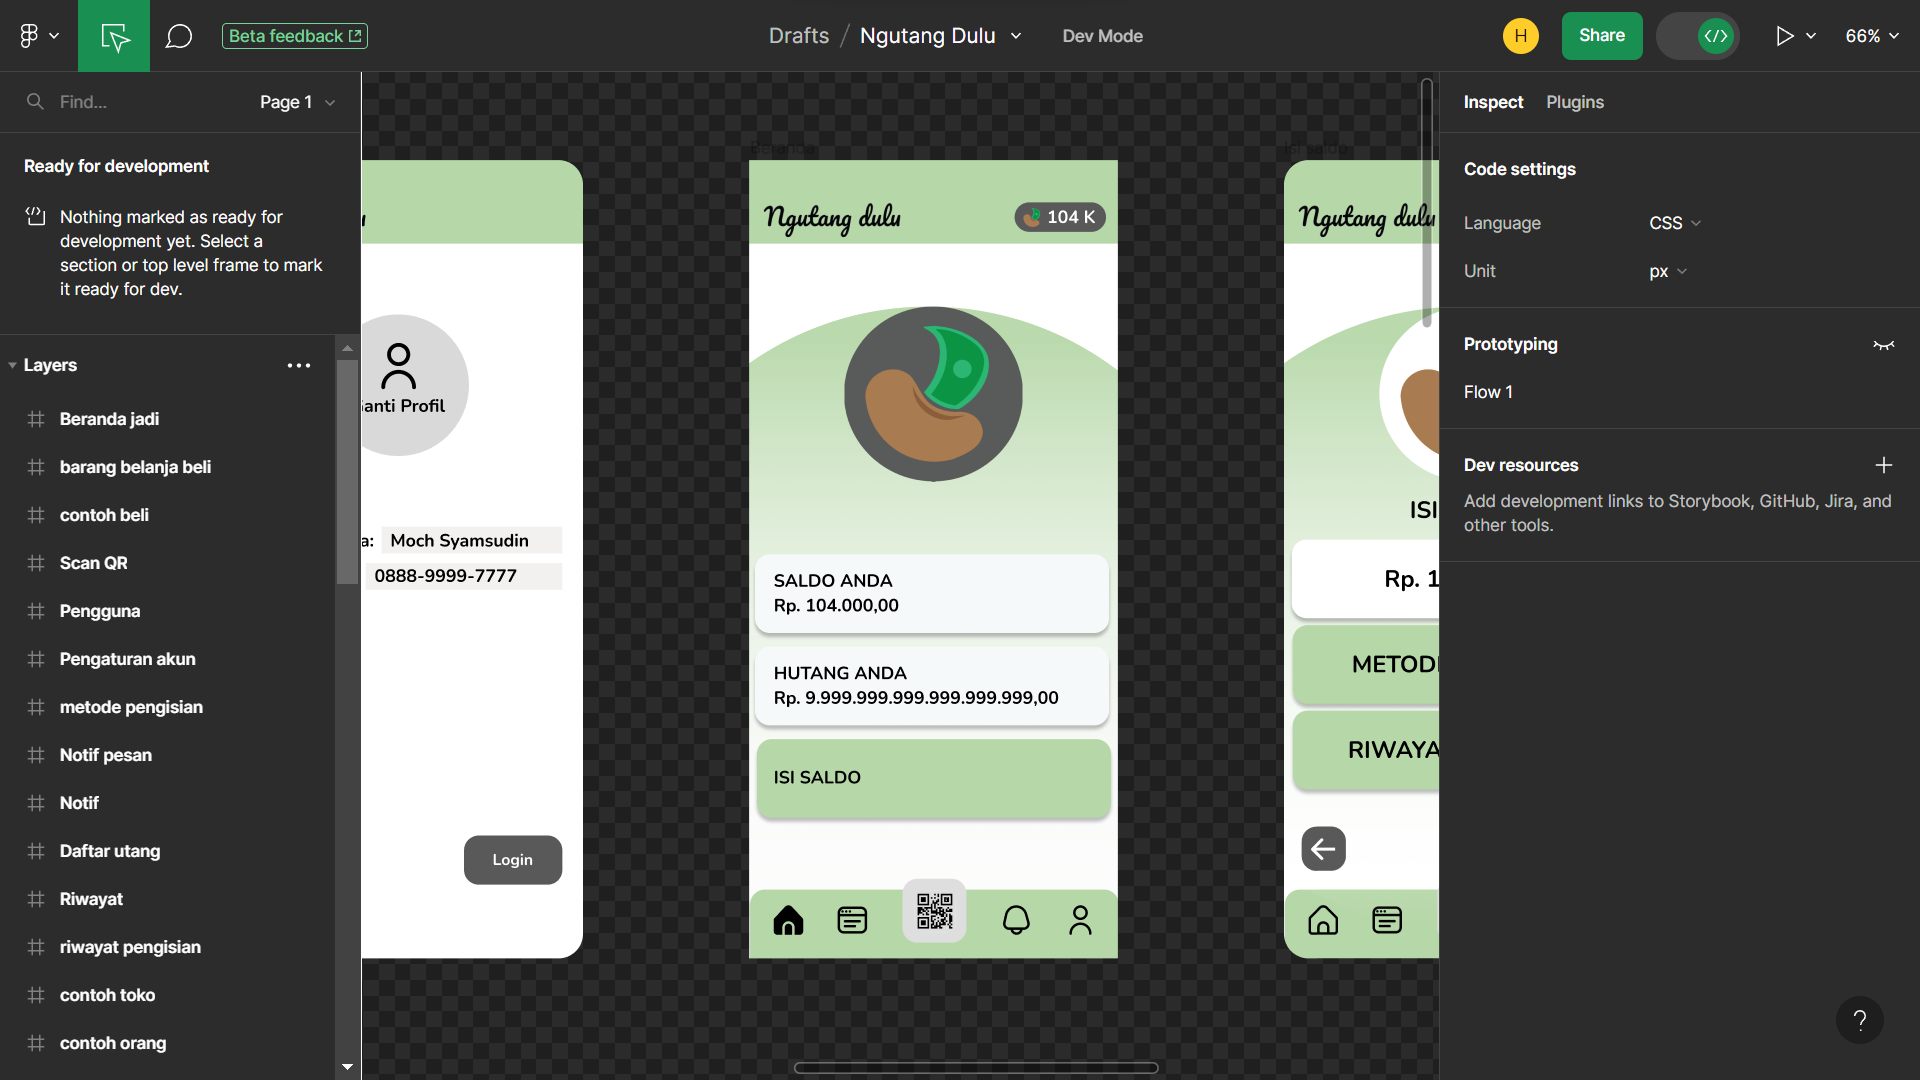 Beta feedback
Drafts / Ngutang Dulu
Dev Mode
H
Share
66%
Find...
Page 1
Ready for development
Nothing marked as ready for
development yet. Select a
section or top level frame to mark
it ready for dev.
Layers
Beranda jadi
barang belanja beli
contoh beli
Scan QR
Pengguna
Pengaturan akun
metode pengisian
Notif pesan
Notif
Daftar utang
Riwayat
riwayat pengisian
contoh toko
contoh orang
anti Profil
a:
Moch Syamsudin
0888-9999-7777
Login
Beranda
Ngutang dulu
104 K
SALDO ANDA
Rp. 104.000,00
HUTANG ANDA
Rp. 9.999.999.999.999.999.999,00
ISI SALDO
Isi saldo
Ngutang dulu
ISI
Rp. 1
METOD
RIWAYA
Inspect
Plugins
Code settings
Language
CSS
Unit
px
Prototyping
Flow 1
Dev resources
Add development links to Storybook, GitHub, Jira, and
other tools.
?